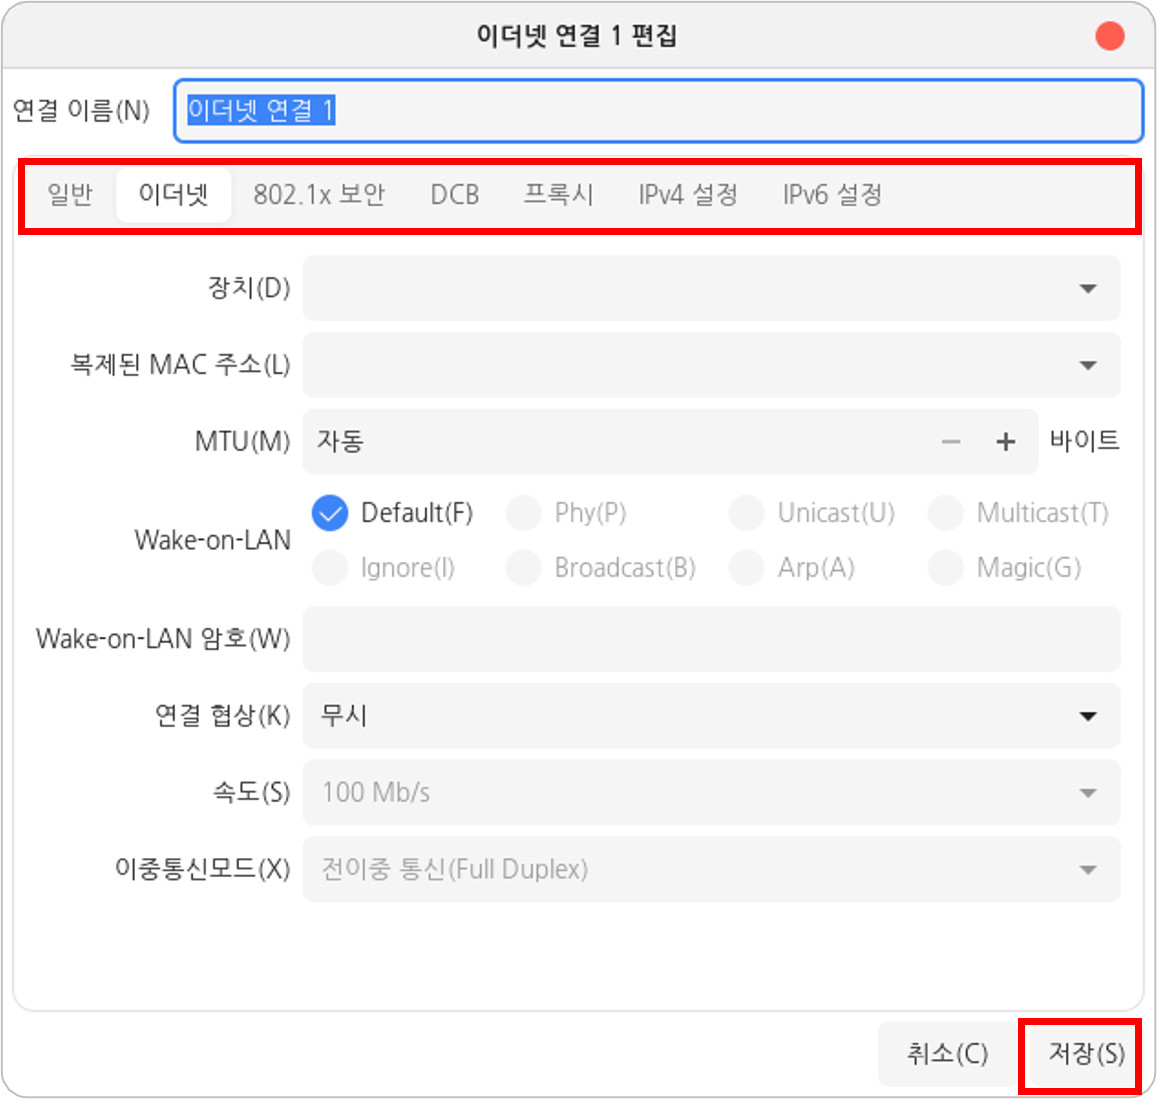 이더넷 연결 1 편집
연결 이름(N) 이더넷 연결 1
일반 이더넷 802.1x 보안 DCB 프록시 IPv4 설정 IPv6 설정
장치(D)
복제된 MAC 주소(L)
MTU(M) 자동 − + 바이트
Wake-on-LAN
Default(F) Phy(P) Unicast(U) Multicast(T)
Ignore(I) Broadcast(B) Arp(A) Magic(G)
Wake-on-LAN 암호(W)
연결 협상(K) 무시
속도(S) 100 Mb/s
이중통신모드(X) 전이중 통신(Full Duplex)
취소(C) 저장(S)